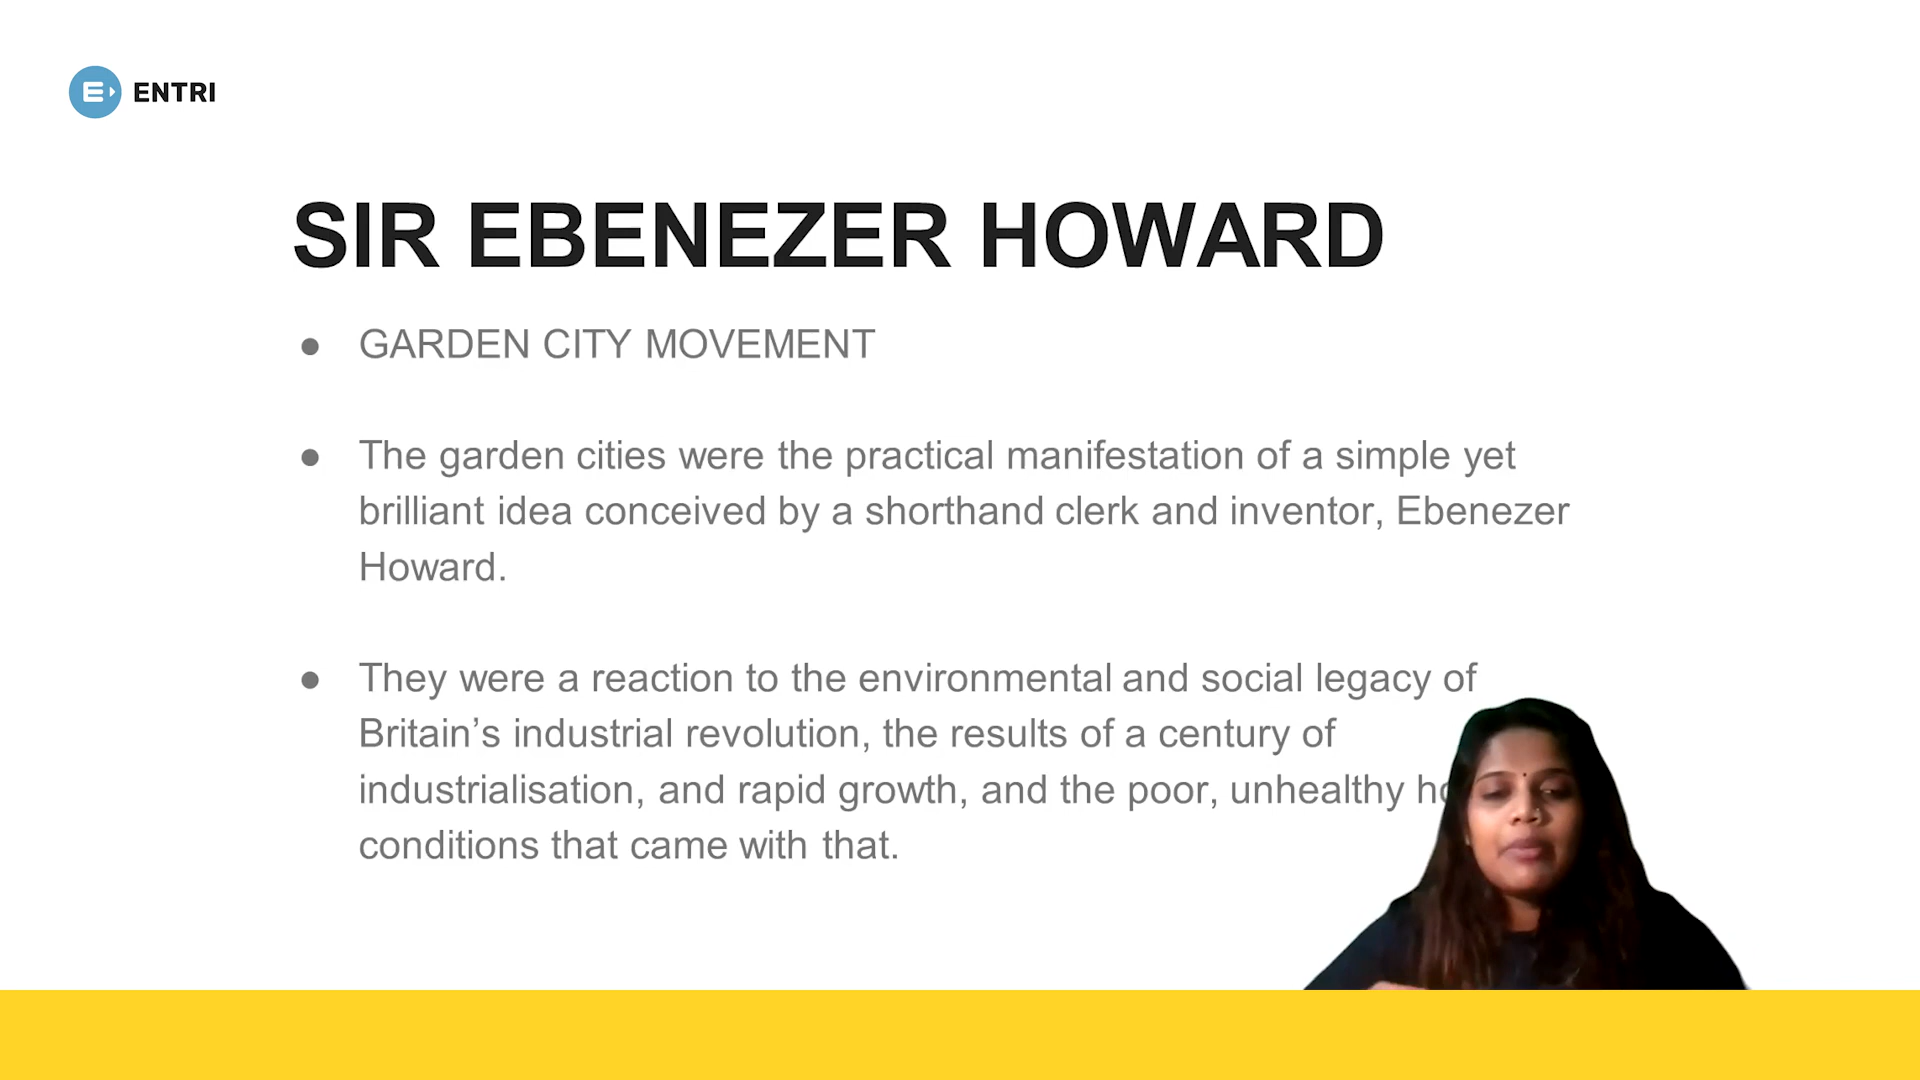 ENTRI
SIR EBENEZER HOWARD
● GARDEN CITY MOVEMENT
● The garden cities were the practical manifestation of a simple yet
brilliant idea conceived by a shorthand clerk and inventor, Ebenezer
Howard.
● They were a reaction to the environmental and social legacy of
Britain’s industrial revolution, the results of a century of
industrialisation, and rapid growth, and the poor, unhealthy
conditions that came with that.